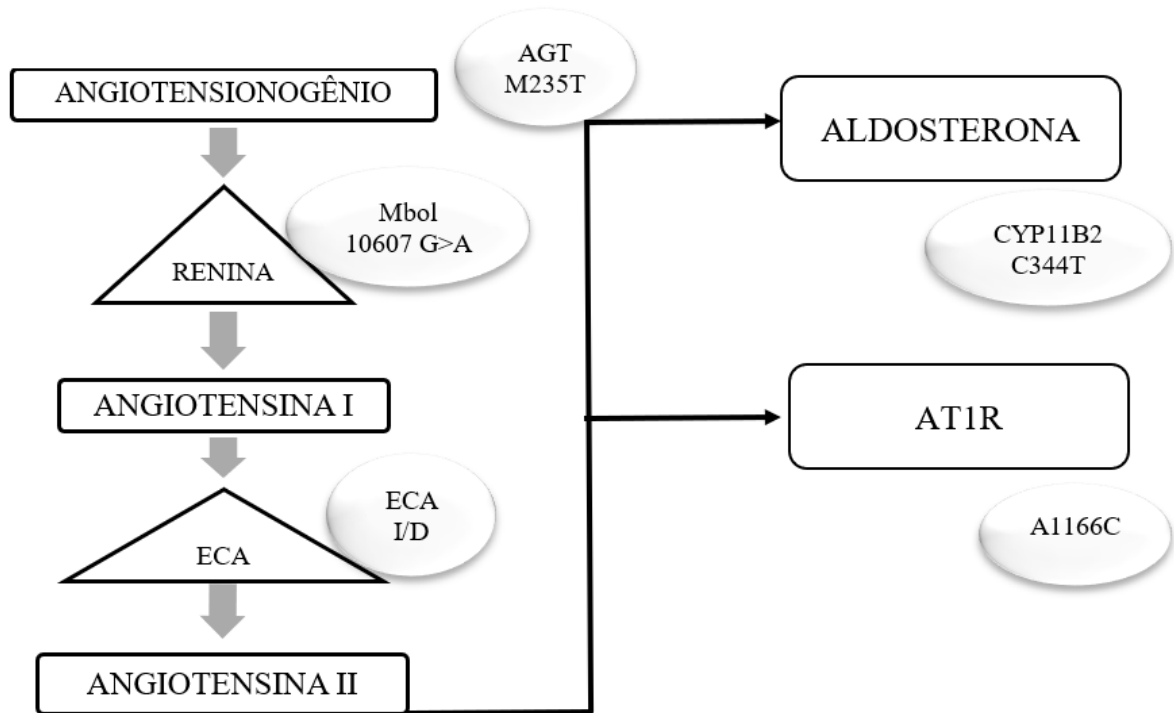 ANGIOTENSIONOGÊNIO
AGT
M235T
Mbol
10607 G>A
RENINA
ANGIOTENSINA I
ECA
I/D
ECA
ANGIOTENSINA II
ALDOSTERONA
CYP11B2
C344T
AT1R
A1166C